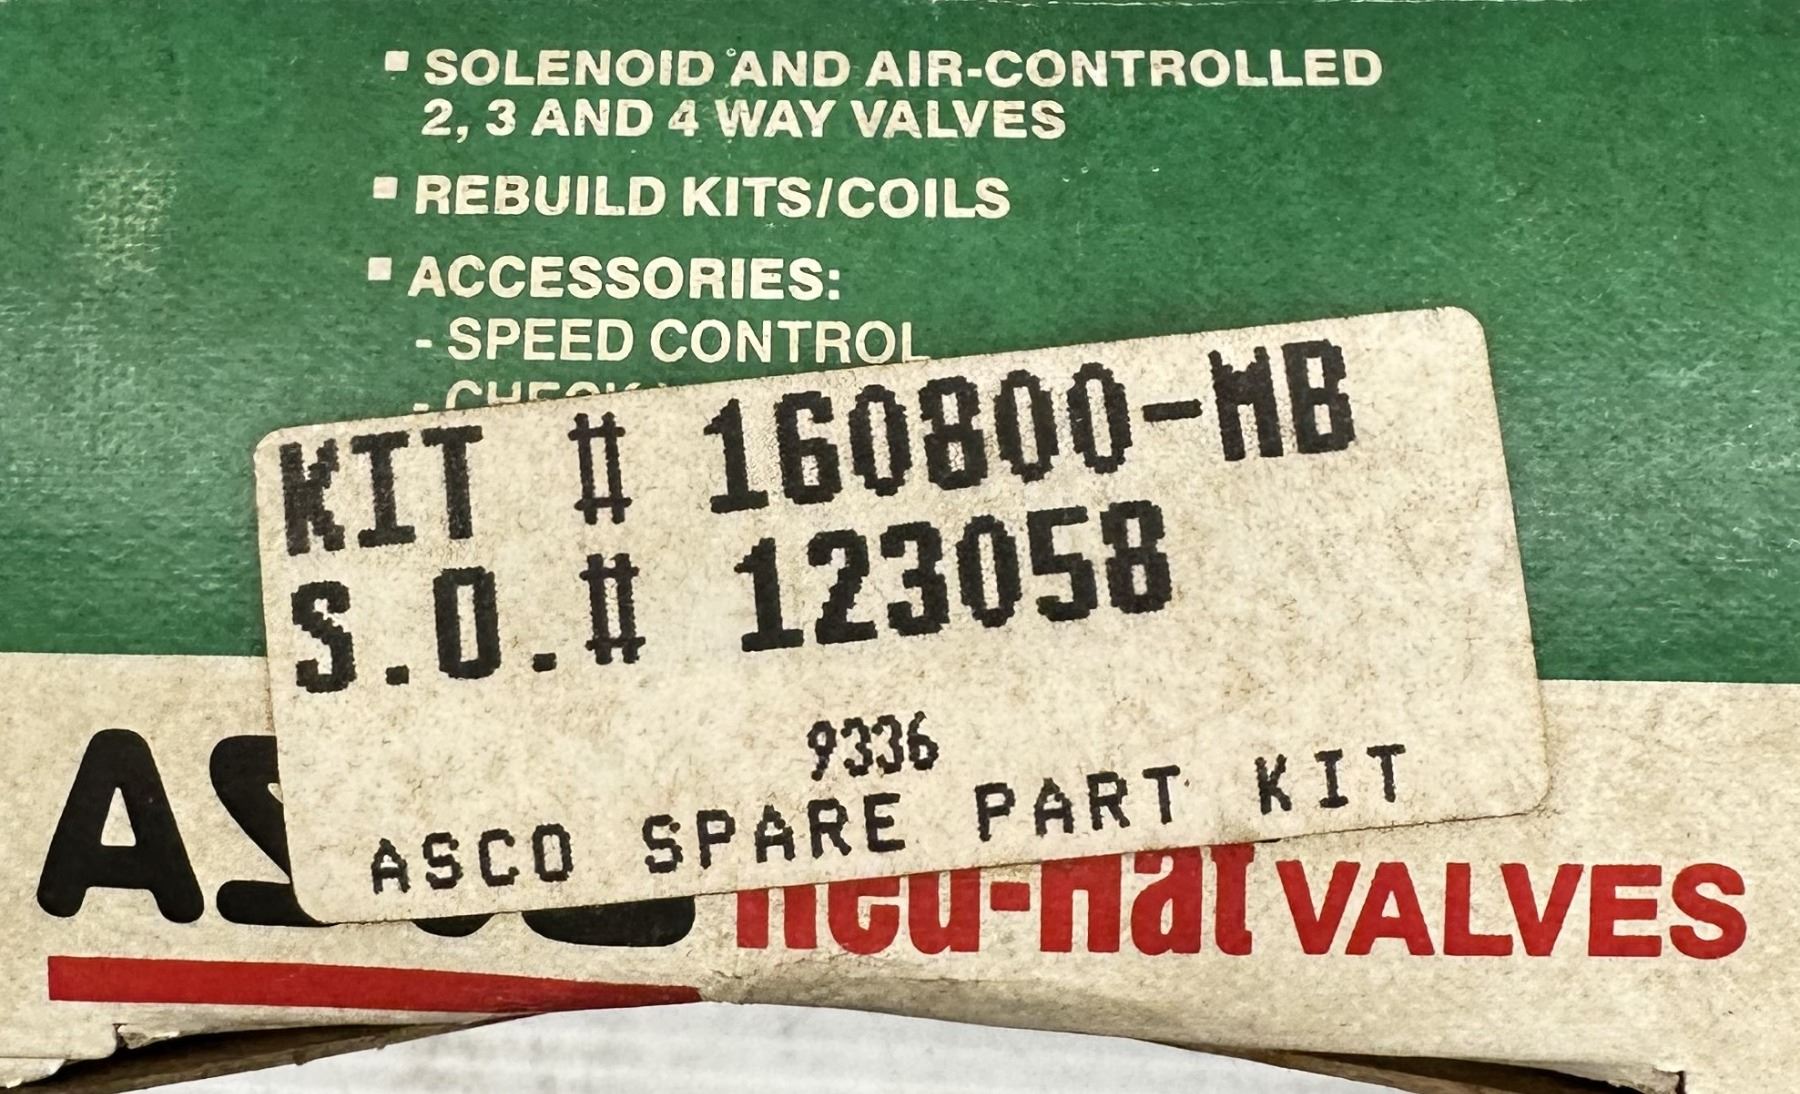 ▪ SOLENOID AND AIR-CONTROLLED
2, 3 AND 4 WAY VALVES
▪ REBUILD KITS/COILS
▪ ACCESSORIES:
- SPEED CONTROL
- CHECK
KIT # 160800-MB
S.O.# 123058
9336
ASCO SPARE PART KIT
VALVES